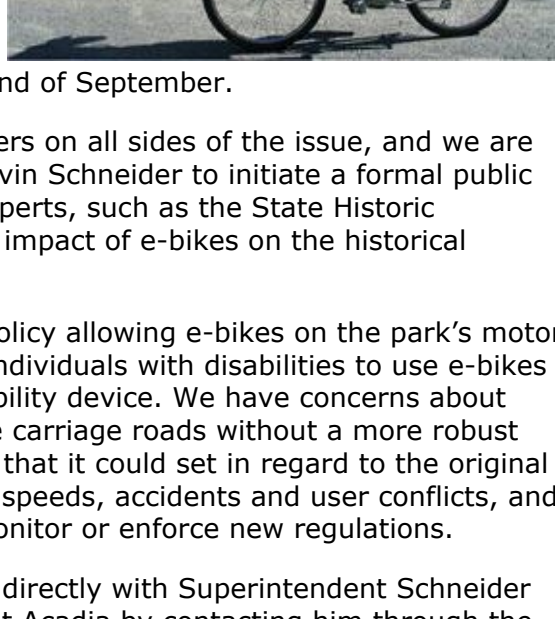 nd of September.
ers on all sides of the issue, and we are
vin Schneider to initiate a formal public
perts, such as the State Historic
impact of e-bikes on the historical
olicy allowing e-bikes on the park's motor
ndividuals with disabilities to use e-bikes
bility device. We have concerns about
e carriage roads without a more robust
that it could set in regard to the original
speeds, accidents and user conflicts, and
onitor or enforce new regulations.
directly with Superintendent Schneider
t Acadia by contacting him through the